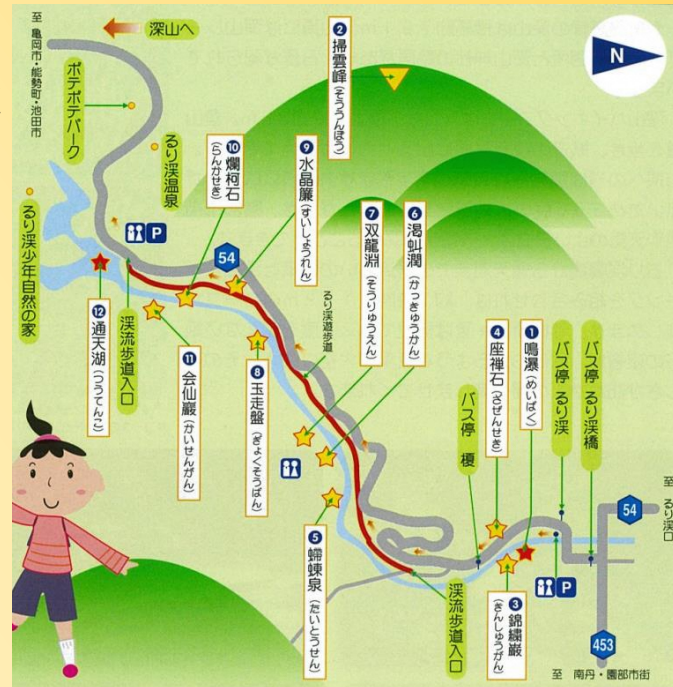 至 亀岡市・能勢町・池田市
深山へ
ポテポテパーク
るり渓温泉
るり渓少年自然の家
⑫ 通天湖(つうてんこ)
渓流歩道入口
P
⑪ 会仙巖(かいせんがん)
⑩ 爛柯石(らんかせき)
54
⑨ 水晶簾(すいしょうれん)
⑧ 玉走盤(ぎょくそうばん)
② 掃雲峰(そううんぽう)
るり渓遊歩道
⑦ 双龍淵(そうりゅうえん)
⑥ 渇虬澗(かっきゅうかん)
⑤ 螮蝀泉(たいとうせん)
N
バス停 榎
④ 座禅石(ざぜんせき)
① 鳴瀑(めいばく)
③ 錦繍巖(きんしゅうがん)
渓流歩道入口
バス停 るり渓
バス停 るり渓橋
P
至 るり渓口
54
453
至 南丹・園部市街